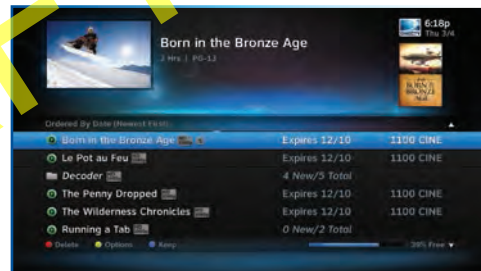 Born in the Bronze Age
2 Hrs | PG-13
6:18p
Thu 3/4
BORN IN
BRONZE
AGE
Ordered By Date (Newest First)
Born in the Bronze Age Expires 12/10 1100 CINE
Le Pot au Feu Expires 12/10 1100 CINE
Decoder 4 New/5 Total
The Penny Dropped Expires 12/10 1100 CINE
The Wilderness Chronicles Expires 12/10 1100 CINE
Running a Tab 0 New/2 Total
Delete Options Keep Free